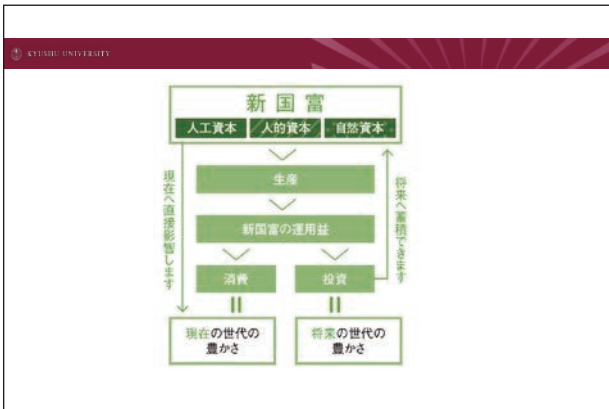 KYUSHU UNIVERSITY
新国富
人工資本 人的資本 自然資本
現在へ直接影響します
生産
将来へ蓄積できます
新国富の運用益
消費 投資
現在の世代の
豊かさ
将来の世代の
豊かさ